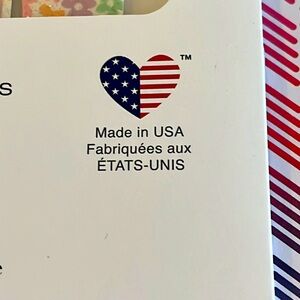 s
™
Made in USA
Fabriquées aux
ÉTATS-UNIS
e